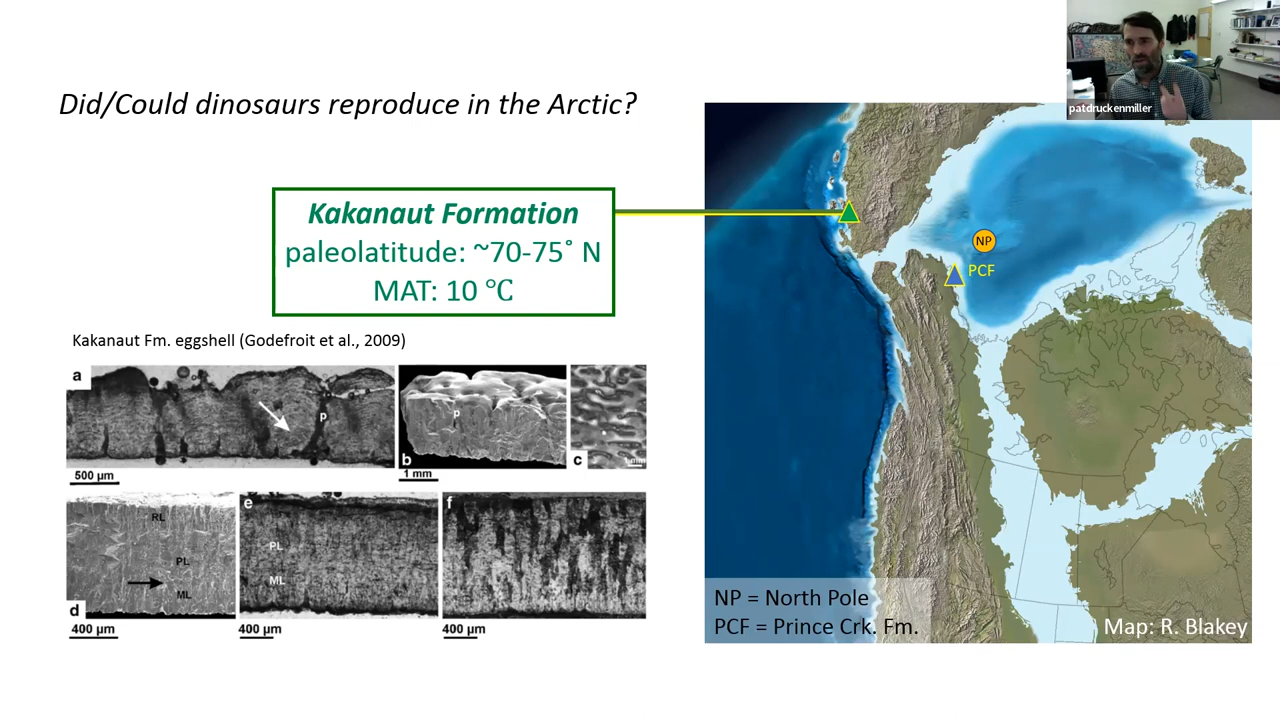 patdruckenmiller
Did/Could dinosaurs reproduce in the Arctic?
Kakanaut Formation
paleolatitude: ~70-75˚ N
MAT: 10 ℃
NP
PCF
Kakanaut Fm. eggshell (Godefroit et al., 2009)
a
p
500 µm
b
p
1 mm
c
1 mm
d
RL
PL
ML
400 µm
e
PL
ML
400 µm
f
400 µm
NP = North Pole
PCF = Prince Crk. Fm.
Map: R. Blakey